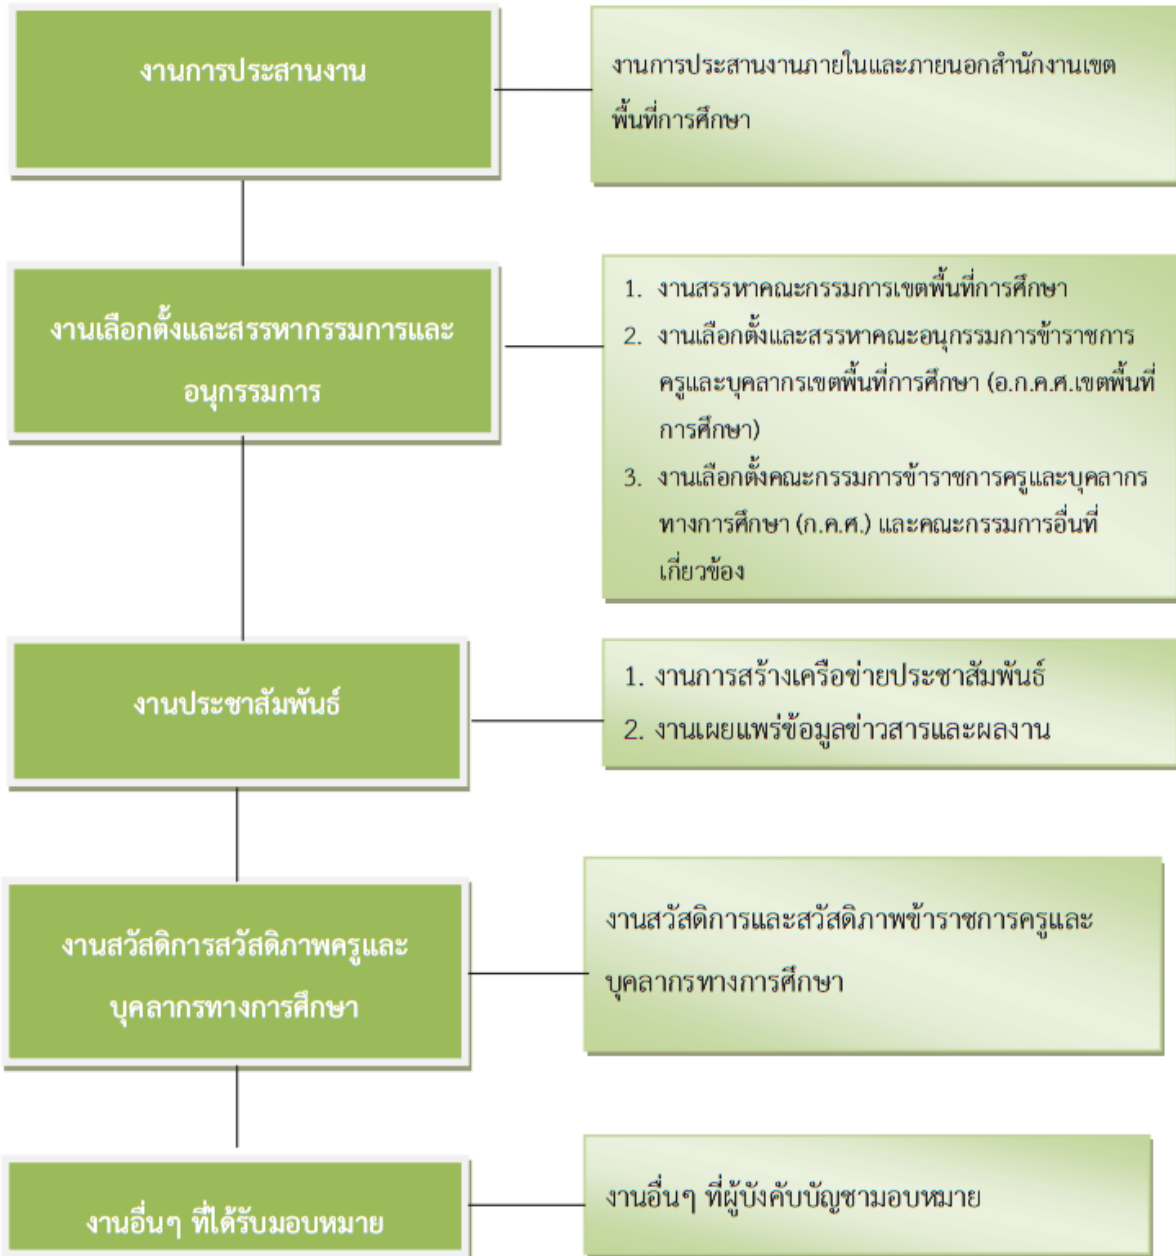 งานการประสานงาน
งานการประสานงานภายในและภายนอกสำนักงานเขต
พื้นที่การศึกษา
งานเลือกตั้งและสรรหากรรมการและ
อนุกรรมการ
1. งานสรรหาคณะกรรมการเขตพื้นที่การศึกษา
2. งานเลือกตั้งและสรรหาคณะอนุกรรมการข้าราชการ
ครูและบุคลากรเขตพื้นที่การศึกษา (อ.ก.ค.ศ.เขตพื้นที่
การศึกษา)
3. งานเลือกตั้งคณะกรรมการข้าราชการครูและบุคลากร
ทางการศึกษา (ก.ค.ศ.) และคณะกรรมการอื่นที่
เกี่ยวข้อง
งานประชาสัมพันธ์
1. งานการสร้างเครือข่ายประชาสัมพันธ์
2. งานเผยแพร่ข้อมูลข่าวสารและผลงาน
งานสวัสดิการสวัสดิภาพครูและ
บุคลากรทางการศึกษา
งานสวัสดิการและสวัสดิภาพข้าราชการครูและ
บุคลากรทางการศึกษา
งานอื่นๆ ที่ได้รับมอบหมาย
งานอื่นๆ ที่ผู้บังคับบัญชามอบหมาย